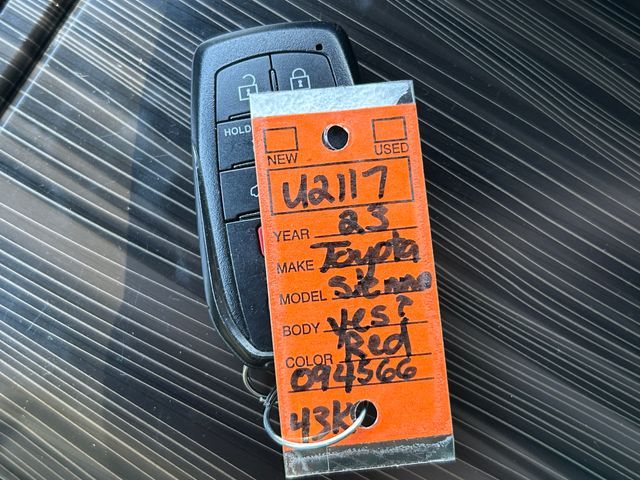 HOLD
NEW USED
U2117
YEAR 23
MAKE Toyota
MODEL Sienna
BODY yes?
COLOR Red
094566
43K